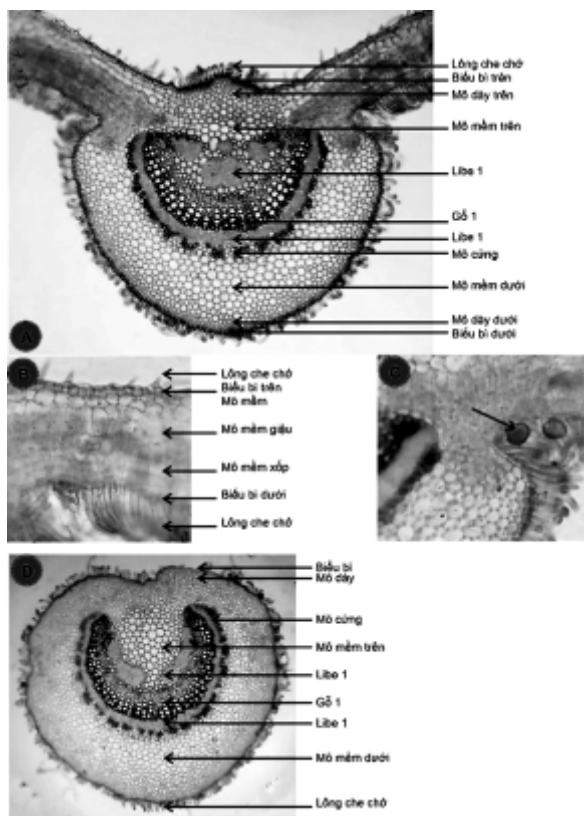 Lông che chở
Biểu bì trên
Mô dày trên
Mô mềm trên
Libe 1
Gỗ 1
Libe 1
Mô cứng
Mô mềm dưới
Mô dày dưới
Biểu bì dưới
A
B
Lông che chở
Biểu bì trên
Mô mềm
Mô mềm giậu
Mô mềm xốp
Biểu bì dưới
Lông che chở
C
D
Biểu bì
Mô dày
Mô cứng
Mô mềm trên
Libe 1
Gỗ 1
Libe 1
Mô mềm dưới
Lông che chở